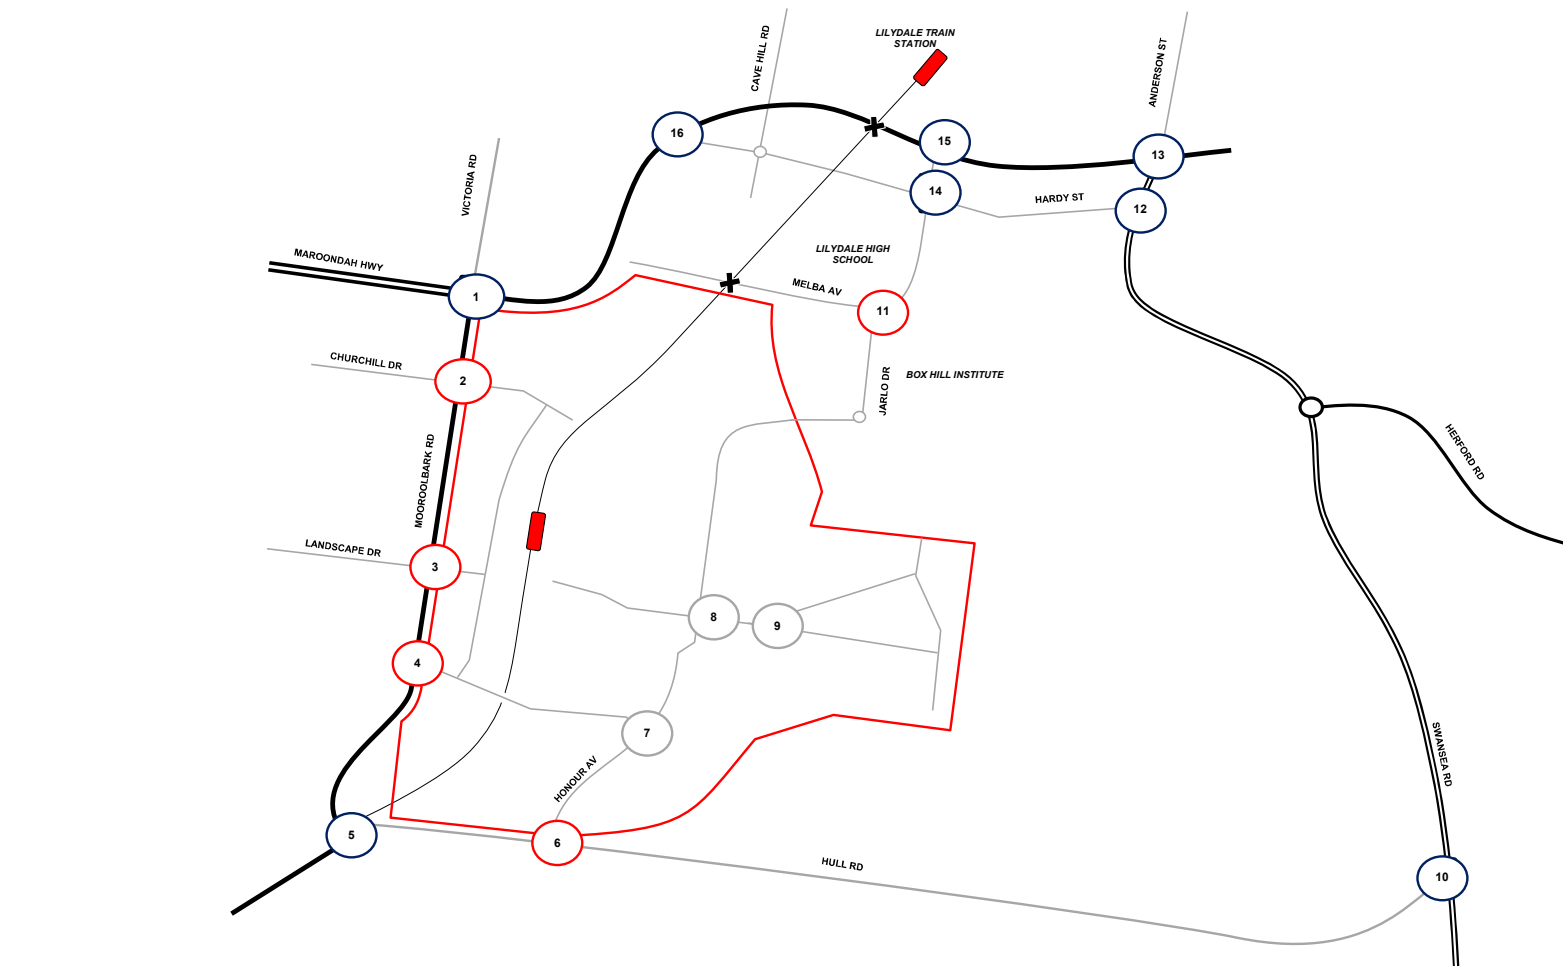 CAVE HILL RD
LILYDALE TRAIN
STATION
ANDERSON ST
16
15
13
VICTORIA RD
14
HARDY ST
12
MAROONDAH HWY
LILYDALE HIGH
SCHOOL
1
MELBA AV
11
CHURCHILL DR
2
JARLO DR
BOX HILL INSTITUTE
MOOROOLBARK RD
HERFORD RD
LANDSCAPE DR
3
8
9
4
7
SWANSEA RD
HONOUR AV
5
6
HULL RD
10